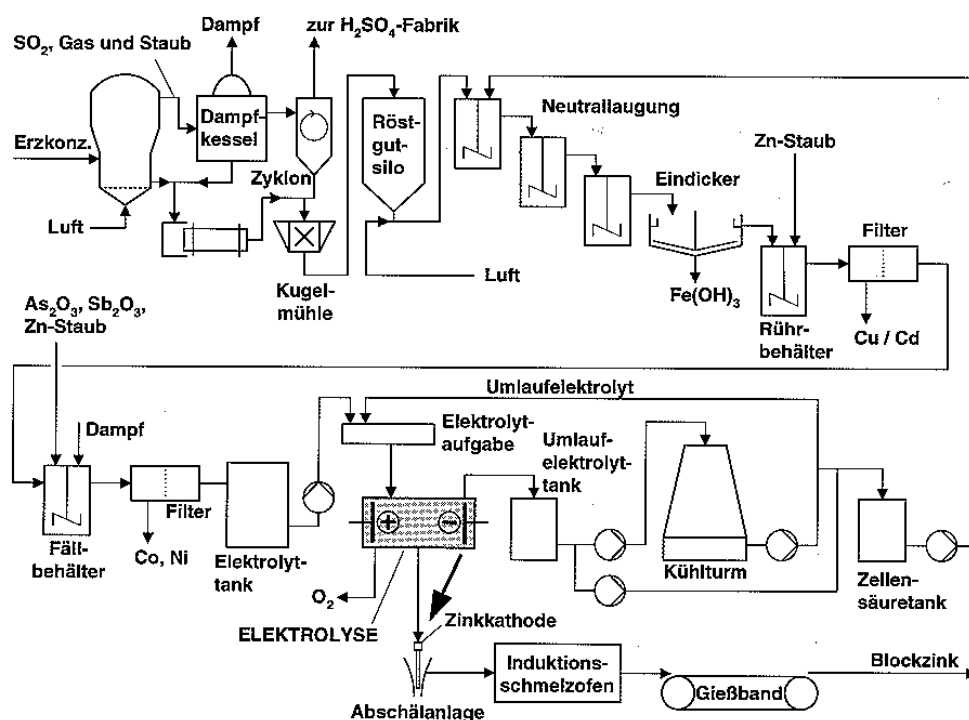 Dampf
zur H₂SO₄-Fabrik
SO₂, Gas und Staub
Dampf-
kessel
Röst-
gut-
silo
Neutrallaugung
Erzkonz.
Zn-Staub
Zyklon
Eindicker
Luft
Filter
Luft
Kugel-
mühle
Fe(OH)₃
Rühr-
behälter
Cu / Cd
As₂O₃, Sb₂O₃,
Zn-Staub
Umlaufelektrolyt
Dampf
Elektrolyt-
aufgabe
Umlauf-
elektrolyt-
tank
+
−
Filter
Fäll-
behälter
Co, Ni
Elektrolyt-
tank
Kühlturm
Zellen-
säuretank
O₂
ELEKTROLYSE
Zinkkathode
Induktions-
schmelzofen
Blockzink
Gießband
Abschälanlage